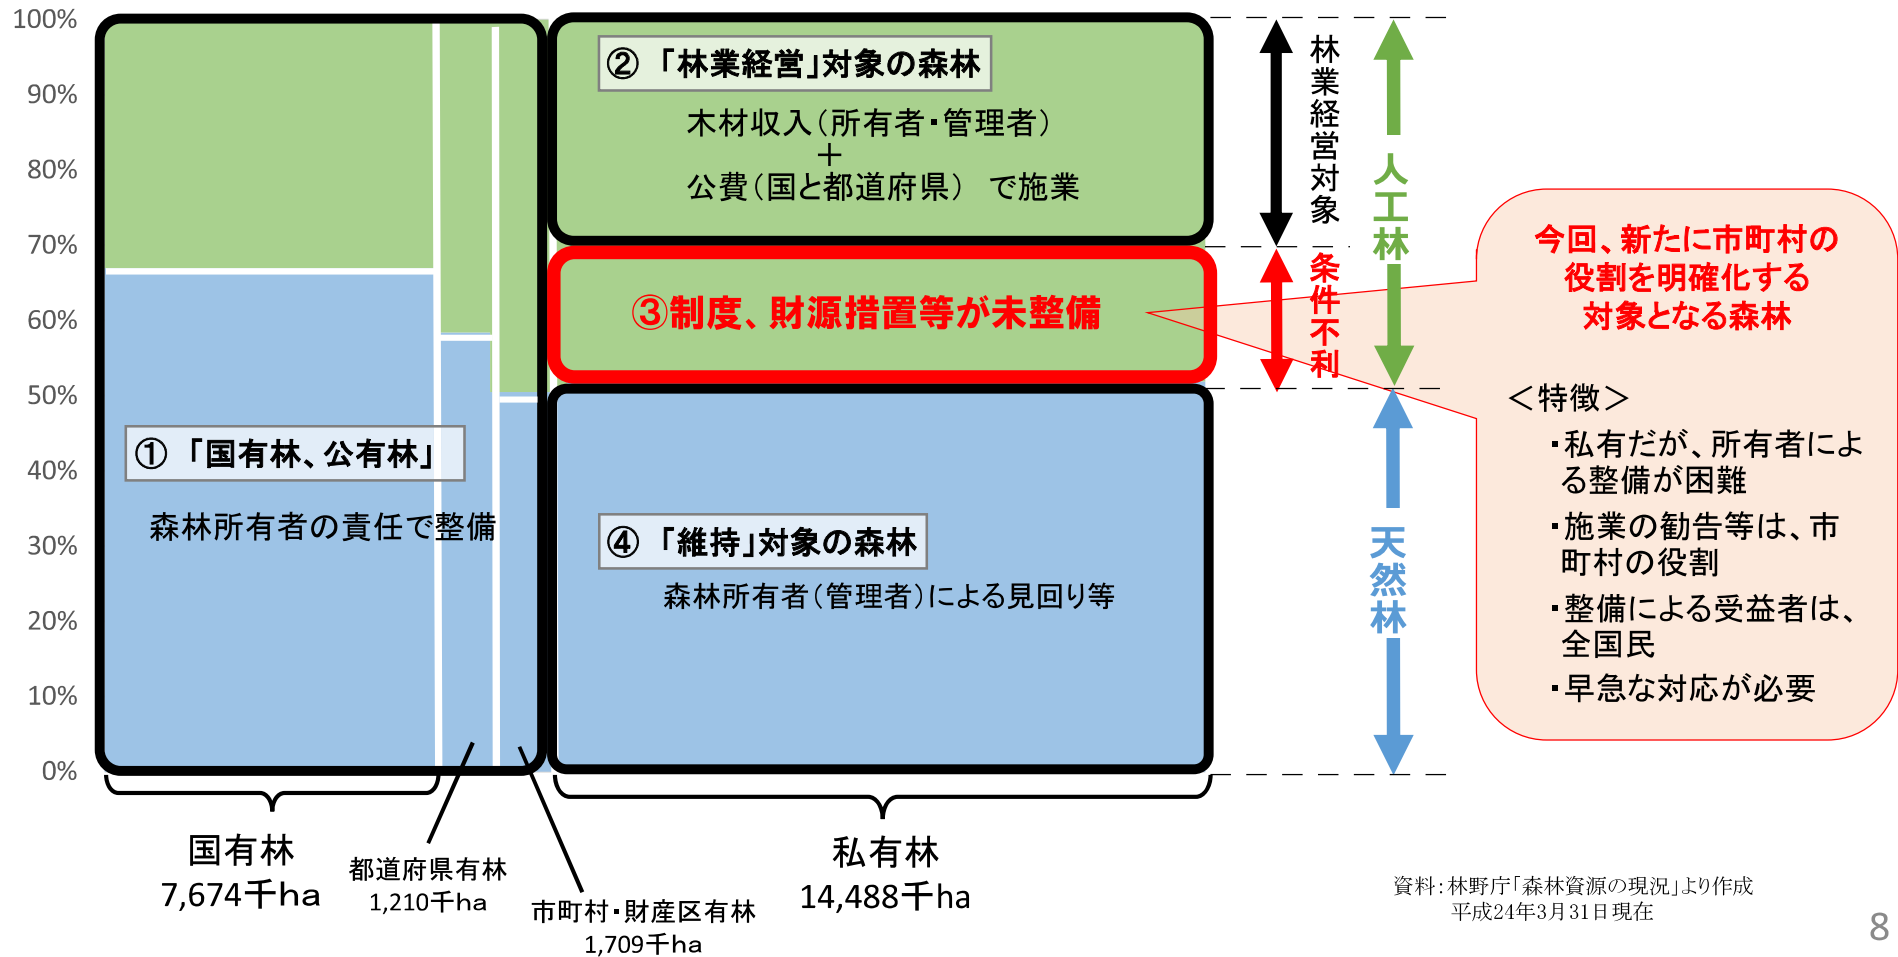 100%
90%
80%
70%
60%
50%
40%
30%
20%
10%
0%
① 「国有林、公有林」
森林所有者の責任で整備
② 「林業経営」対象の森林
木材収入（所有者・管理者）
＋
公費（国と都道府県） で施業
③制度、財源措置等が未整備
④ 「維持」対象の森林
森林所有者（管理者）による見回り等
林業経営対象
条件不利
人工林
天然林
今回、新たに市町村の
役割を明確化する
対象となる森林
＜特徴＞
・私有だが、所有者によ
る整備が困難
・施業の勧告等は、市
町村の役割
・整備による受益者は、
全国民
・早急な対応が必要
国有林
7,674千ha
都道府県有林
1,210千ha
市町村・財産区有林
1,709千ha
私有林
14,488千ha
資料：林野庁「森林資源の現況」より作成
平成24年3月31日現在
8